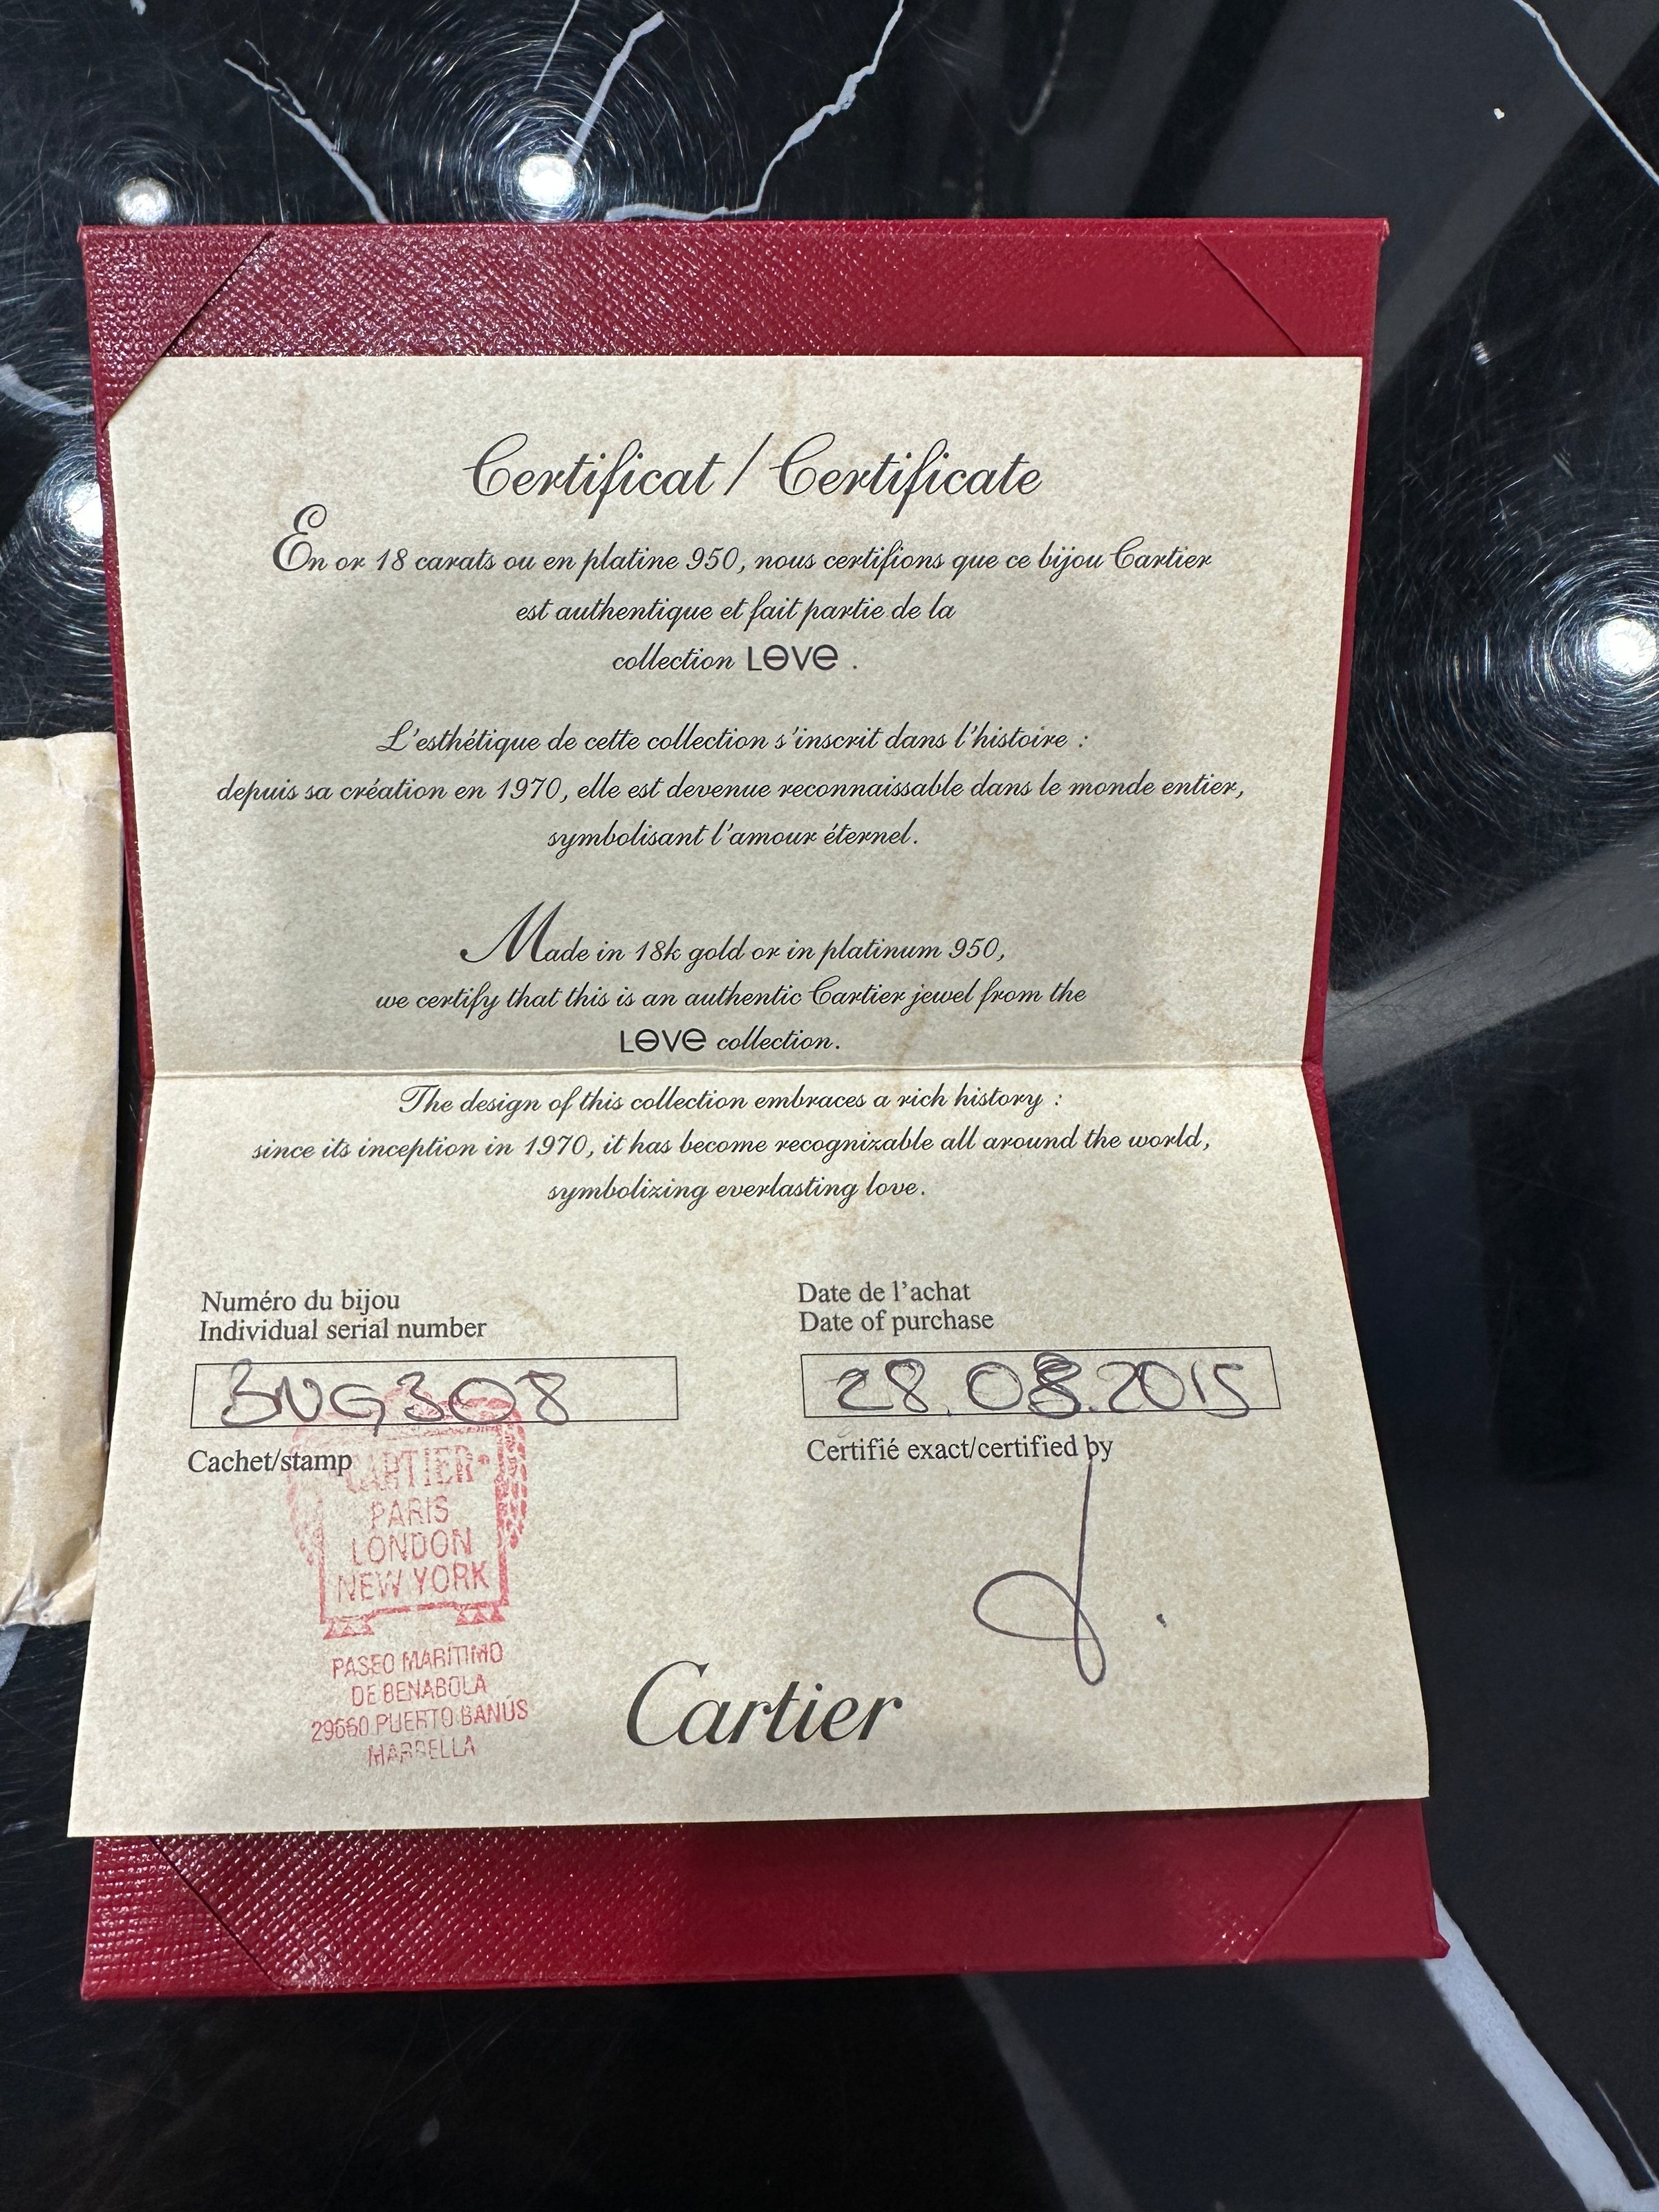 Certificat / Certificate
En or 18 carats ou en platine 950, nous certifions que ce bijou Cartier
est authentique et fait partie de la
collection LOVE .
L'esthétique de cette collection s'inscrit dans l'histoire :
depuis sa création en 1970, elle est devenue reconnaissable dans le monde entier,
symbolisant l'amour éternel.
Made in 18k gold or in platinum 950,
we certify that this is an authentic Cartier jewel from the
LOVE collection.
The design of this collection embraces a rich history :
since its inception in 1970, it has become recognizable all around the world,
symbolizing everlasting love.
Numéro du bijou
Individual serial number
Date de l'achat
Date of purchase
28.08.2015
Cachet/stamp
Certifié exact/certified by
CARTIER
PARIS
LONDON
NEW YORK
PASEO MARÍTIMO
DE BENABOLA
29660 PUERTO BANÚS
MARBELLA
Cartier